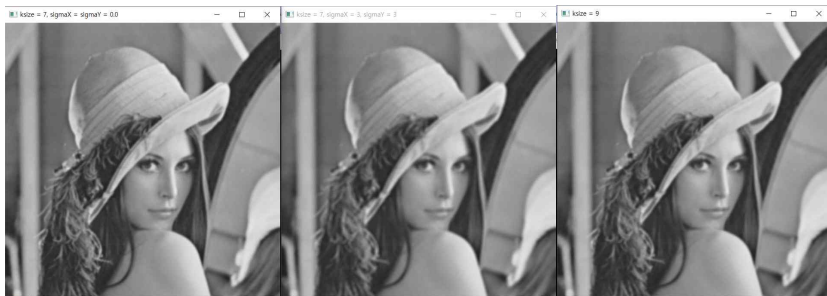 ksize = 7, sigmaX = sigmaY = 0.0
ksize = 7, sigmaX = 3, sigmaY = 3
ksize = 9